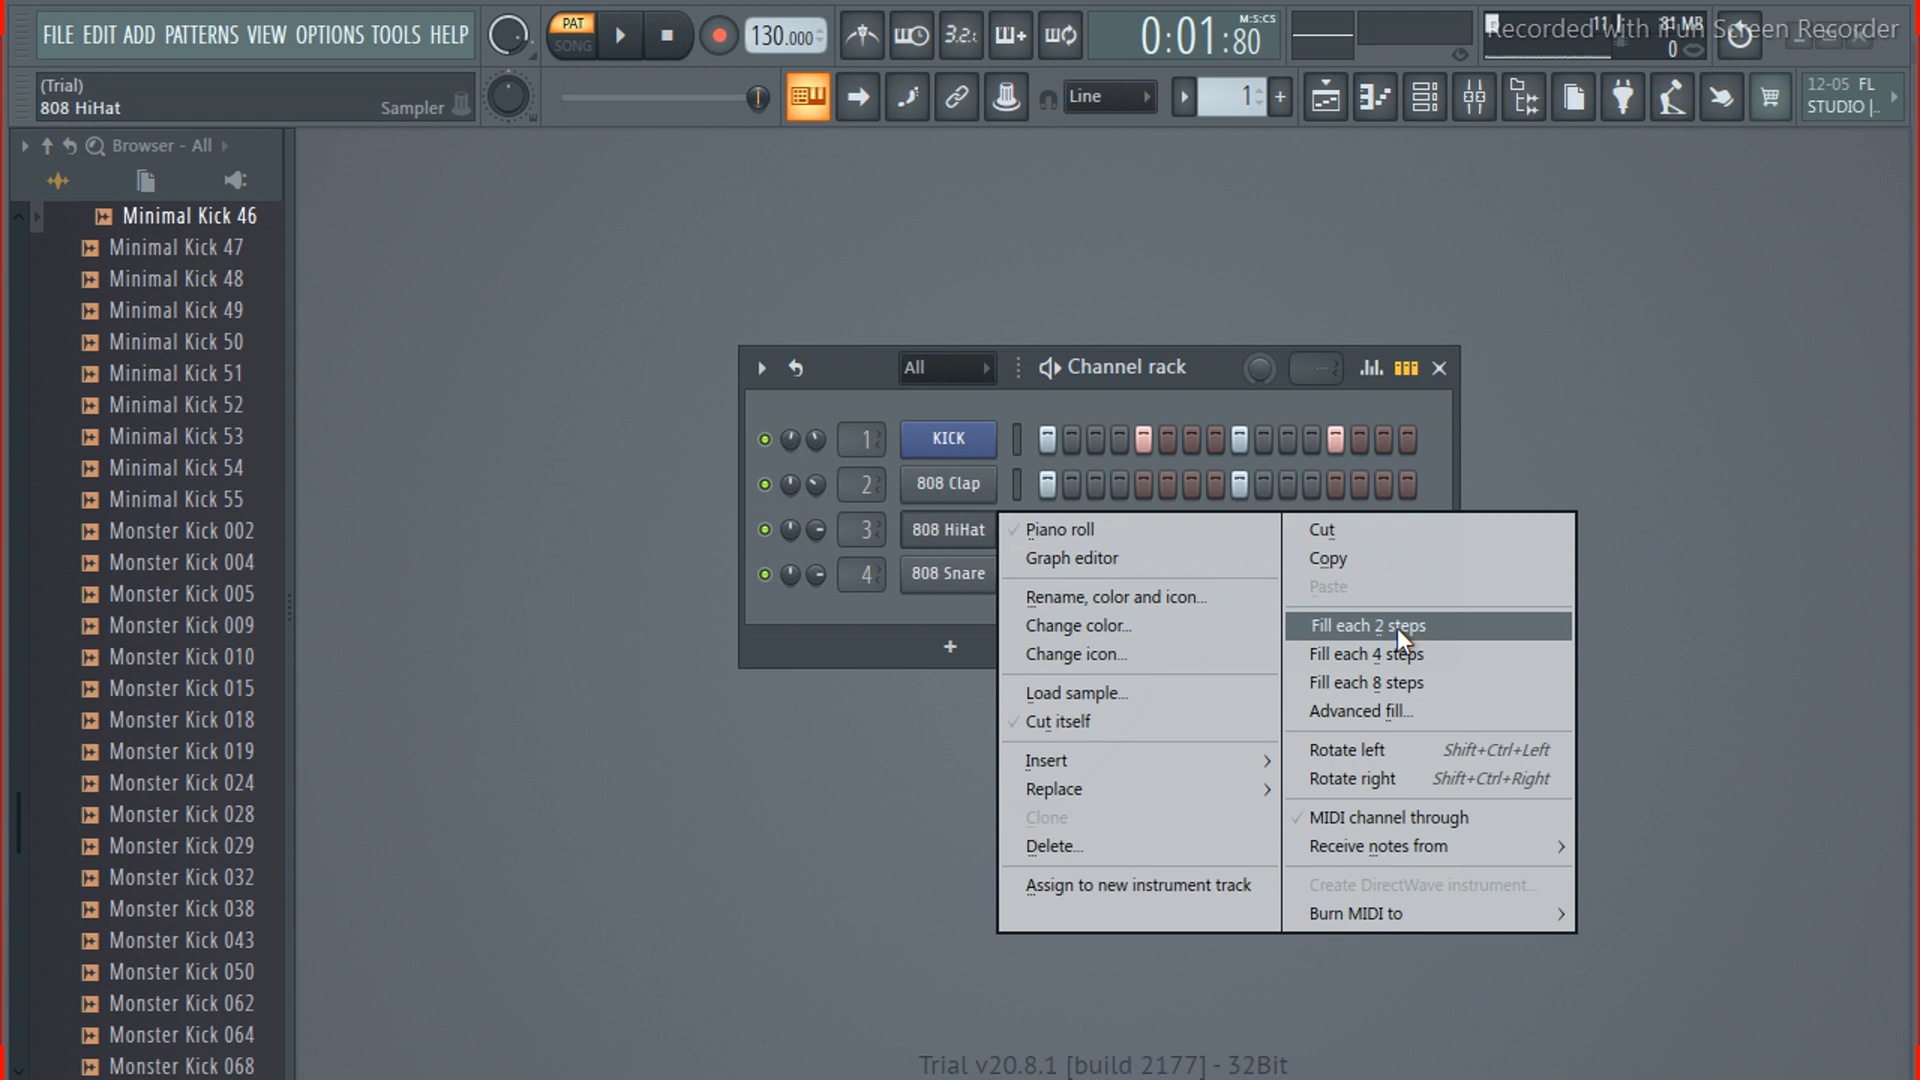 FILE EDIT ADD PATTERNS VIEW OPTIONS TOOLS HELP
PAT
SONG
130.000
3.2.
0:01:80
M:S:CS
11
81 MB
0
Recorded with iFun Screen Recorder
(Trial)
808 HiHat
Sampler
Line
1
+
12-05 FL
STUDIO |..
Browser - All
Minimal Kick 46
Minimal Kick 47
Minimal Kick 48
Minimal Kick 49
Minimal Kick 50
Minimal Kick 51
Minimal Kick 52
Minimal Kick 53
Minimal Kick 54
Minimal Kick 55
Monster Kick 002
Monster Kick 004
Monster Kick 005
Monster Kick 009
Monster Kick 010
Monster Kick 015
Monster Kick 018
Monster Kick 019
Monster Kick 024
Monster Kick 028
Monster Kick 029
Monster Kick 032
Monster Kick 038
Monster Kick 043
Monster Kick 050
Monster Kick 062
Monster Kick 064
Monster Kick 068
All
Channel rack
1 KICK
2 808 Clap
3 808 HiHat
4 808 Snare
+
Piano roll
Graph editor
Rename, color and icon...
Change color...
Change icon...
Load sample...
Cut itself
Insert
Replace
Clone
Delete...
Assign to new instrument track
Cut
Copy
Paste
Fill each 2 steps
Fill each 4 steps
Fill each 8 steps
Advanced fill...
Rotate left Shift+Ctrl+Left
Rotate right Shift+Ctrl+Right
MIDI channel through
Receive notes from
Create DirectWave instrument...
Burn MIDI to
Trial v20.8.1 [build 2177] - 32Bit